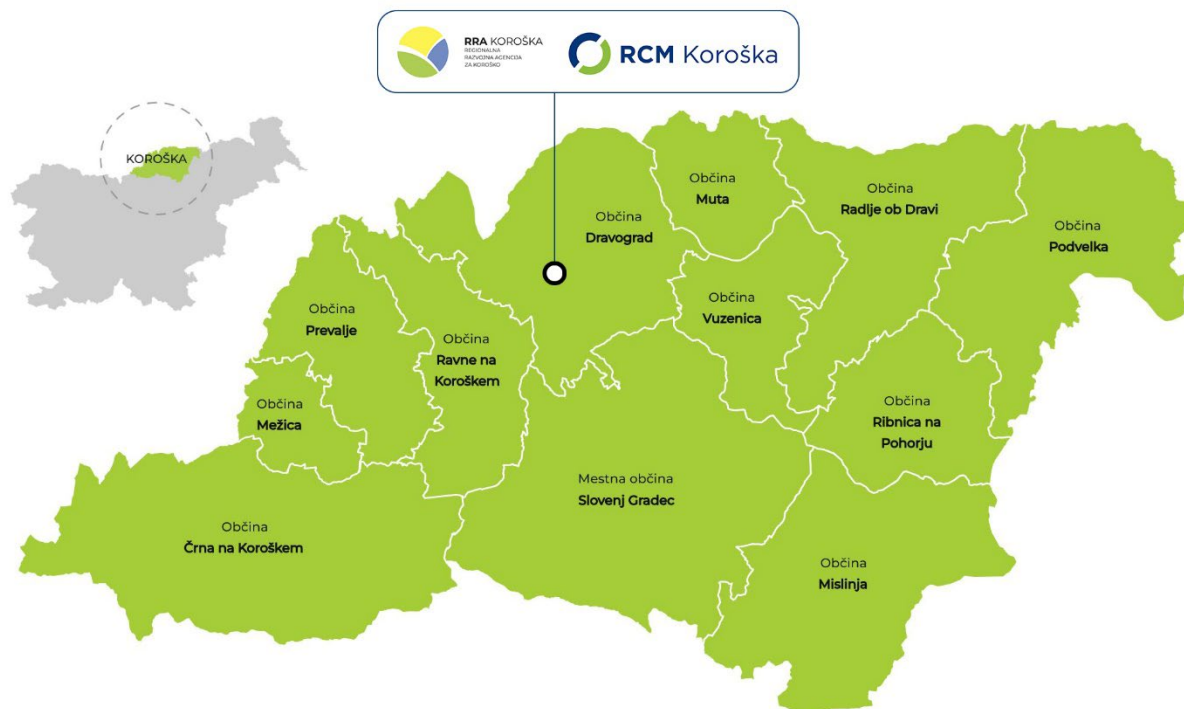 RRA KOROŠKA
REGIONALNA
RAZVOJNA AGENCIJA
ZA KOROŠKO
RCM Koroška
KOROŠKA
Občina
Muta
Občina
Radlje ob Dravi
Občina
Dravograd
Občina
Podvelka
Občina
Vuzenica
Občina
Prevalje
Občina
Ravne na
Koroškem
Občina
Mežica
Občina
Ribnica na
Pohorju
Mestna občina
Slovenj Gradec
Občina
Črna na Koroškem
Občina
Mislinja